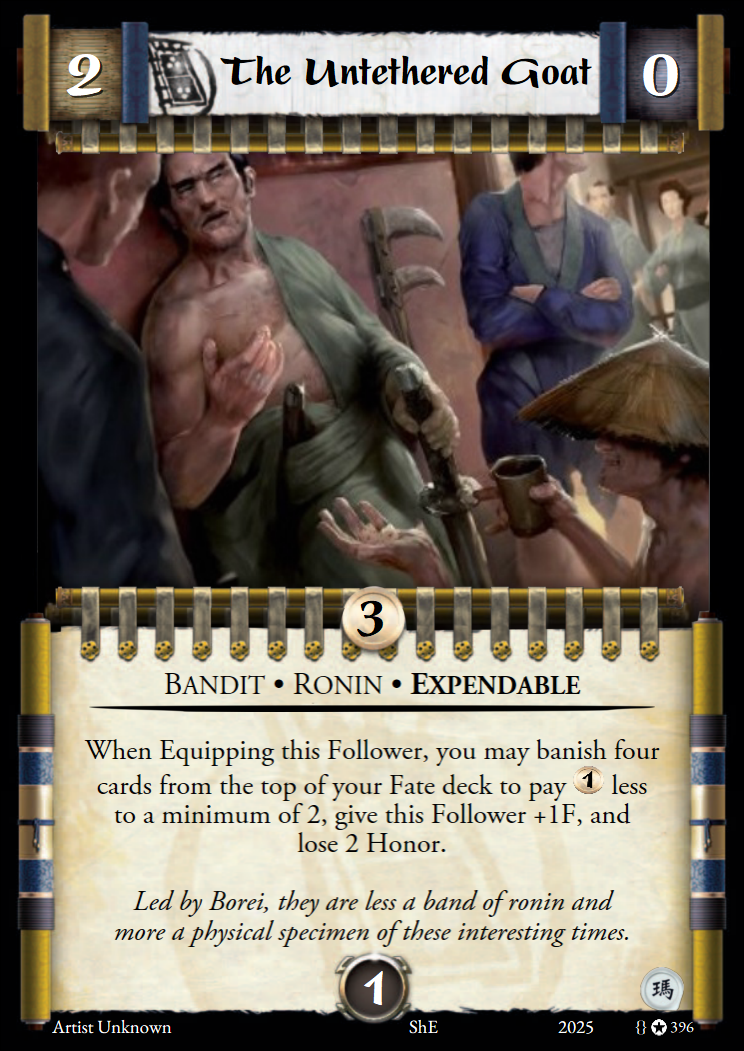 2 The Untethered Goat 0
3
BANDIT • RONIN • EXPENDABLE
When Equipping this Follower, you may banish four
cards from the top of your Fate deck to pay 1 less
to a minimum of 2, give this Follower +1F, and
lose 2 Honor.
Led by Borei, they are less a band of ronin and
more a physical specimen of these interesting times.
1
瑪
Artist Unknown ShE 2025 {} ✪ 396